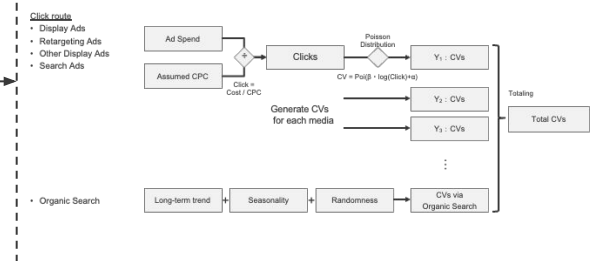 Click route
• Display Ads
• Retargeting Ads
• Other Display Ads
• Search Ads
Ad Spend
Assumed CPC
÷
Click =
Cost / CPC
Clicks
Poisson
Distribution
CV = Poi(β・log(Click)+α)
Y₁ : CVs
Generate CVs
for each media
Y₂ : CVs
Y₃ : CVs
⋮
Totaling
Total CVs
• Organic Search
Long-term trend
+
Seasonality
+
Randomness
CVs via
Organic Search